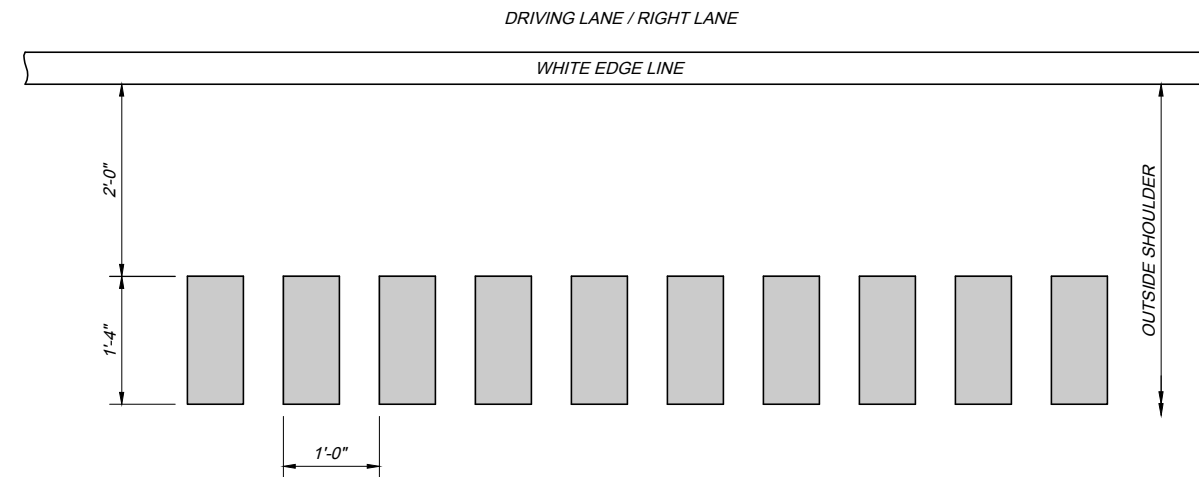 DRIVING LANE / RIGHT LANE
WHITE EDGE LINE
2'-0"
OUTSIDE SHOULDER
1'-4"
1'-0"